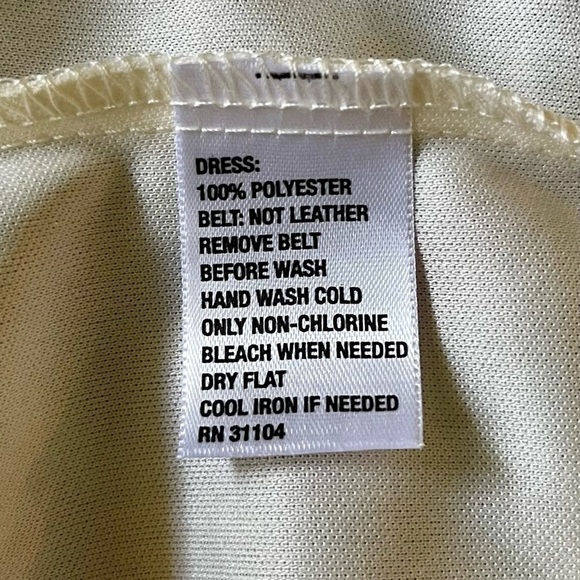 DRESS:
100% POLYESTER
BELT: NOT LEATHER
REMOVE BELT
BEFORE WASH
HAND WASH COLD
ONLY NON-CHLORINE
BLEACH WHEN NEEDED
DRY FLAT
COOL IRON IF NEEDED
RN 31104